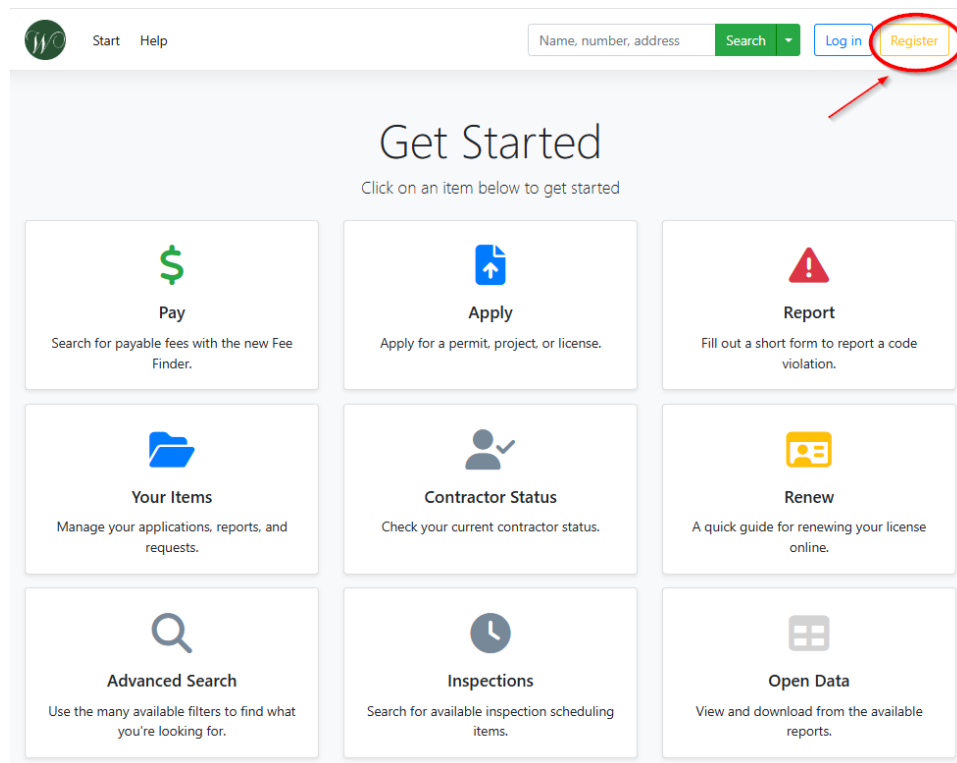 W
Start Help Name, number, address Search Log in Register
Get Started
Click on an item below to get started
Pay
Search for payable fees with the new Fee
Finder.
Apply
Apply for a permit, project, or license.
Report
Fill out a short form to report a code
violation.
Your Items
Manage your applications, reports, and
requests.
Contractor Status
Check your current contractor status.
Renew
A quick guide for renewing your license
online.
Advanced Search
Use the many available filters to find what
you're looking for.
Inspections
Search for available inspection scheduling
items.
Open Data
View and download from the available
reports.